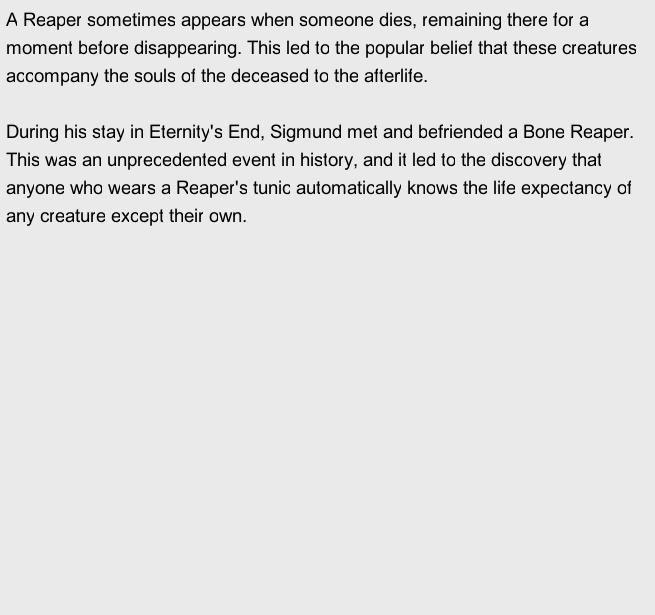 A Reaper sometimes appears when someone dies, remaining there for a
moment before disappearing. This led to the popular belief that these creatures
accompany the souls of the deceased to the afterlife.

During his stay in Eternity's End, Sigmund met and befriended a Bone Reaper.
This was an unprecedented event in history, and it led to the discovery that
anyone who wears a Reaper's tunic automatically knows the life expectancy of
any creature except their own.